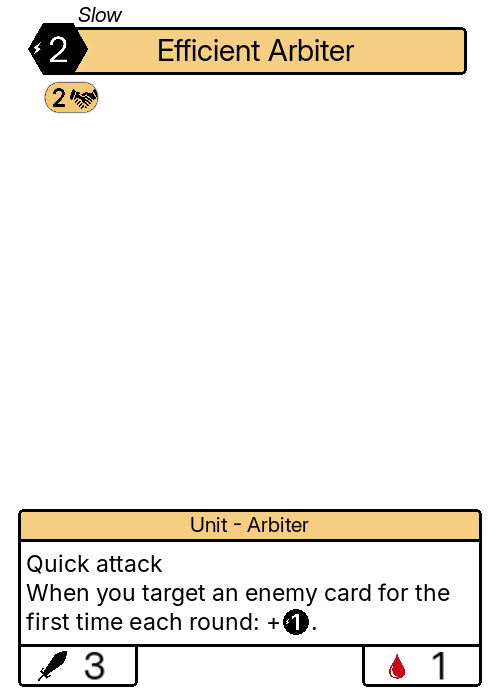 Slow
2 Efficient Arbiter
2
Unit - Arbiter
Quick attack
When you target an enemy card for the
first time each round: +1.
3 1